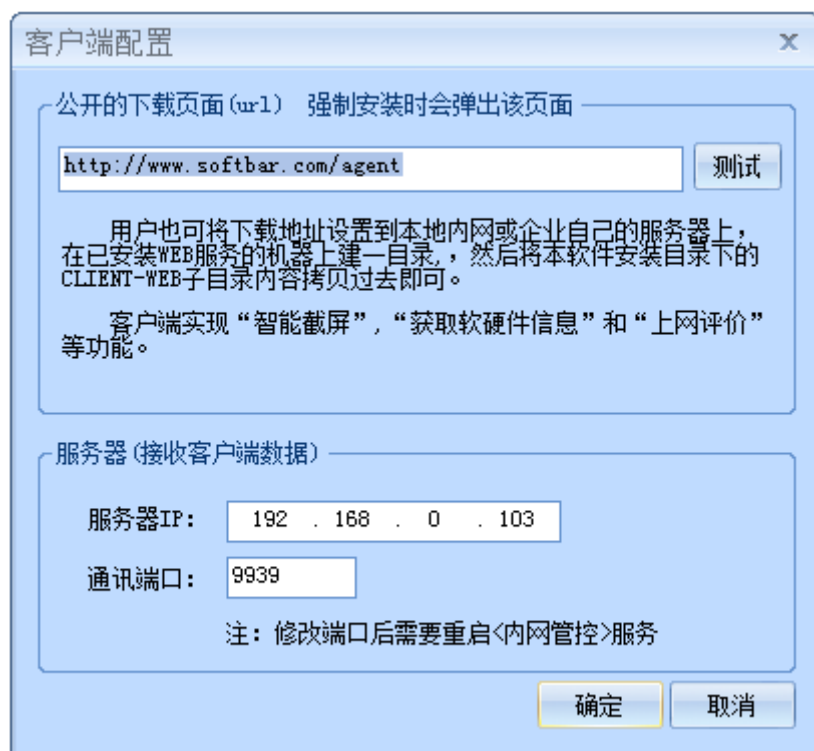 客户端配置
公开的下载页面(url) 强制安装时会弹出该页面
http://www.softbar.com/agent
测试
用户也可将下载地址设置到本地内网或企业自己的服务器上，
在已安装WEB服务的机器上建一目录,，然后将本软件安装目录下的
CLIENT-WEB子目录内容拷贝过去即可。
客户端实现“智能截屏”,“获取软硬件信息”和“上网评价”
等功能。
服务器(接收客户端数据)
服务器IP: 192 . 168 . 0 . 103
通讯端口: 9939
注: 修改端口后需要重启<内网管控>服务
确定 取消